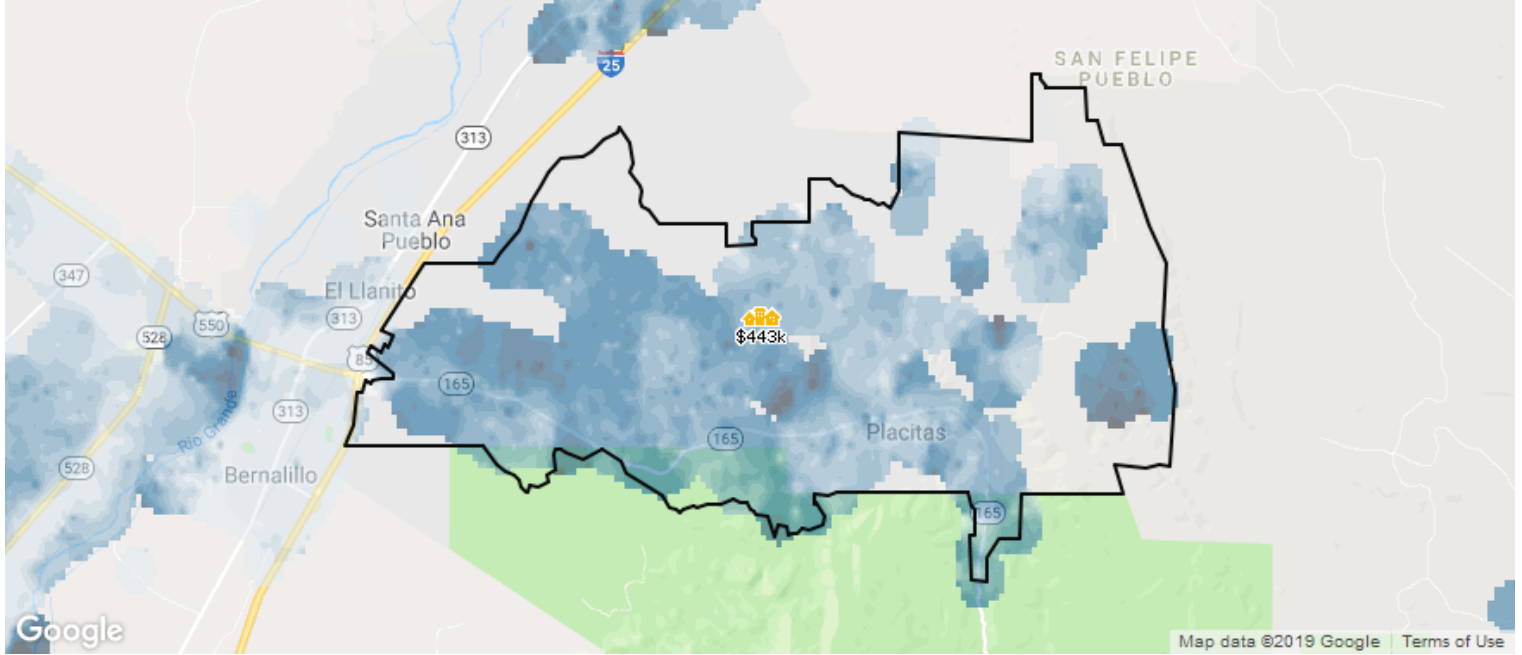 SAN FELIPE
PUEBLO
25
313
Santa Ana
Pueblo
347
El Llanito
313
550
528
85
$443k
165
313
Rio Grande
165
Placitas
528
Bernalillo
165
Google
Map data ©2019 Google
Terms of Use